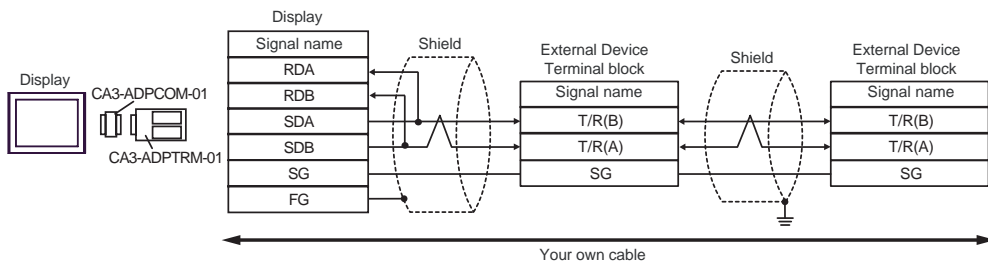 Display
CA3-ADPCOM-01
CA3-ADPTRM-01
Display
Signal name
RDA
RDB
SDA
SDB
SG
FG
Shield
External Device
Terminal block
Signal name
T/R(B)
T/R(A)
SG
Shield
External Device
Terminal block
Signal name
T/R(B)
T/R(A)
SG
Your own cable